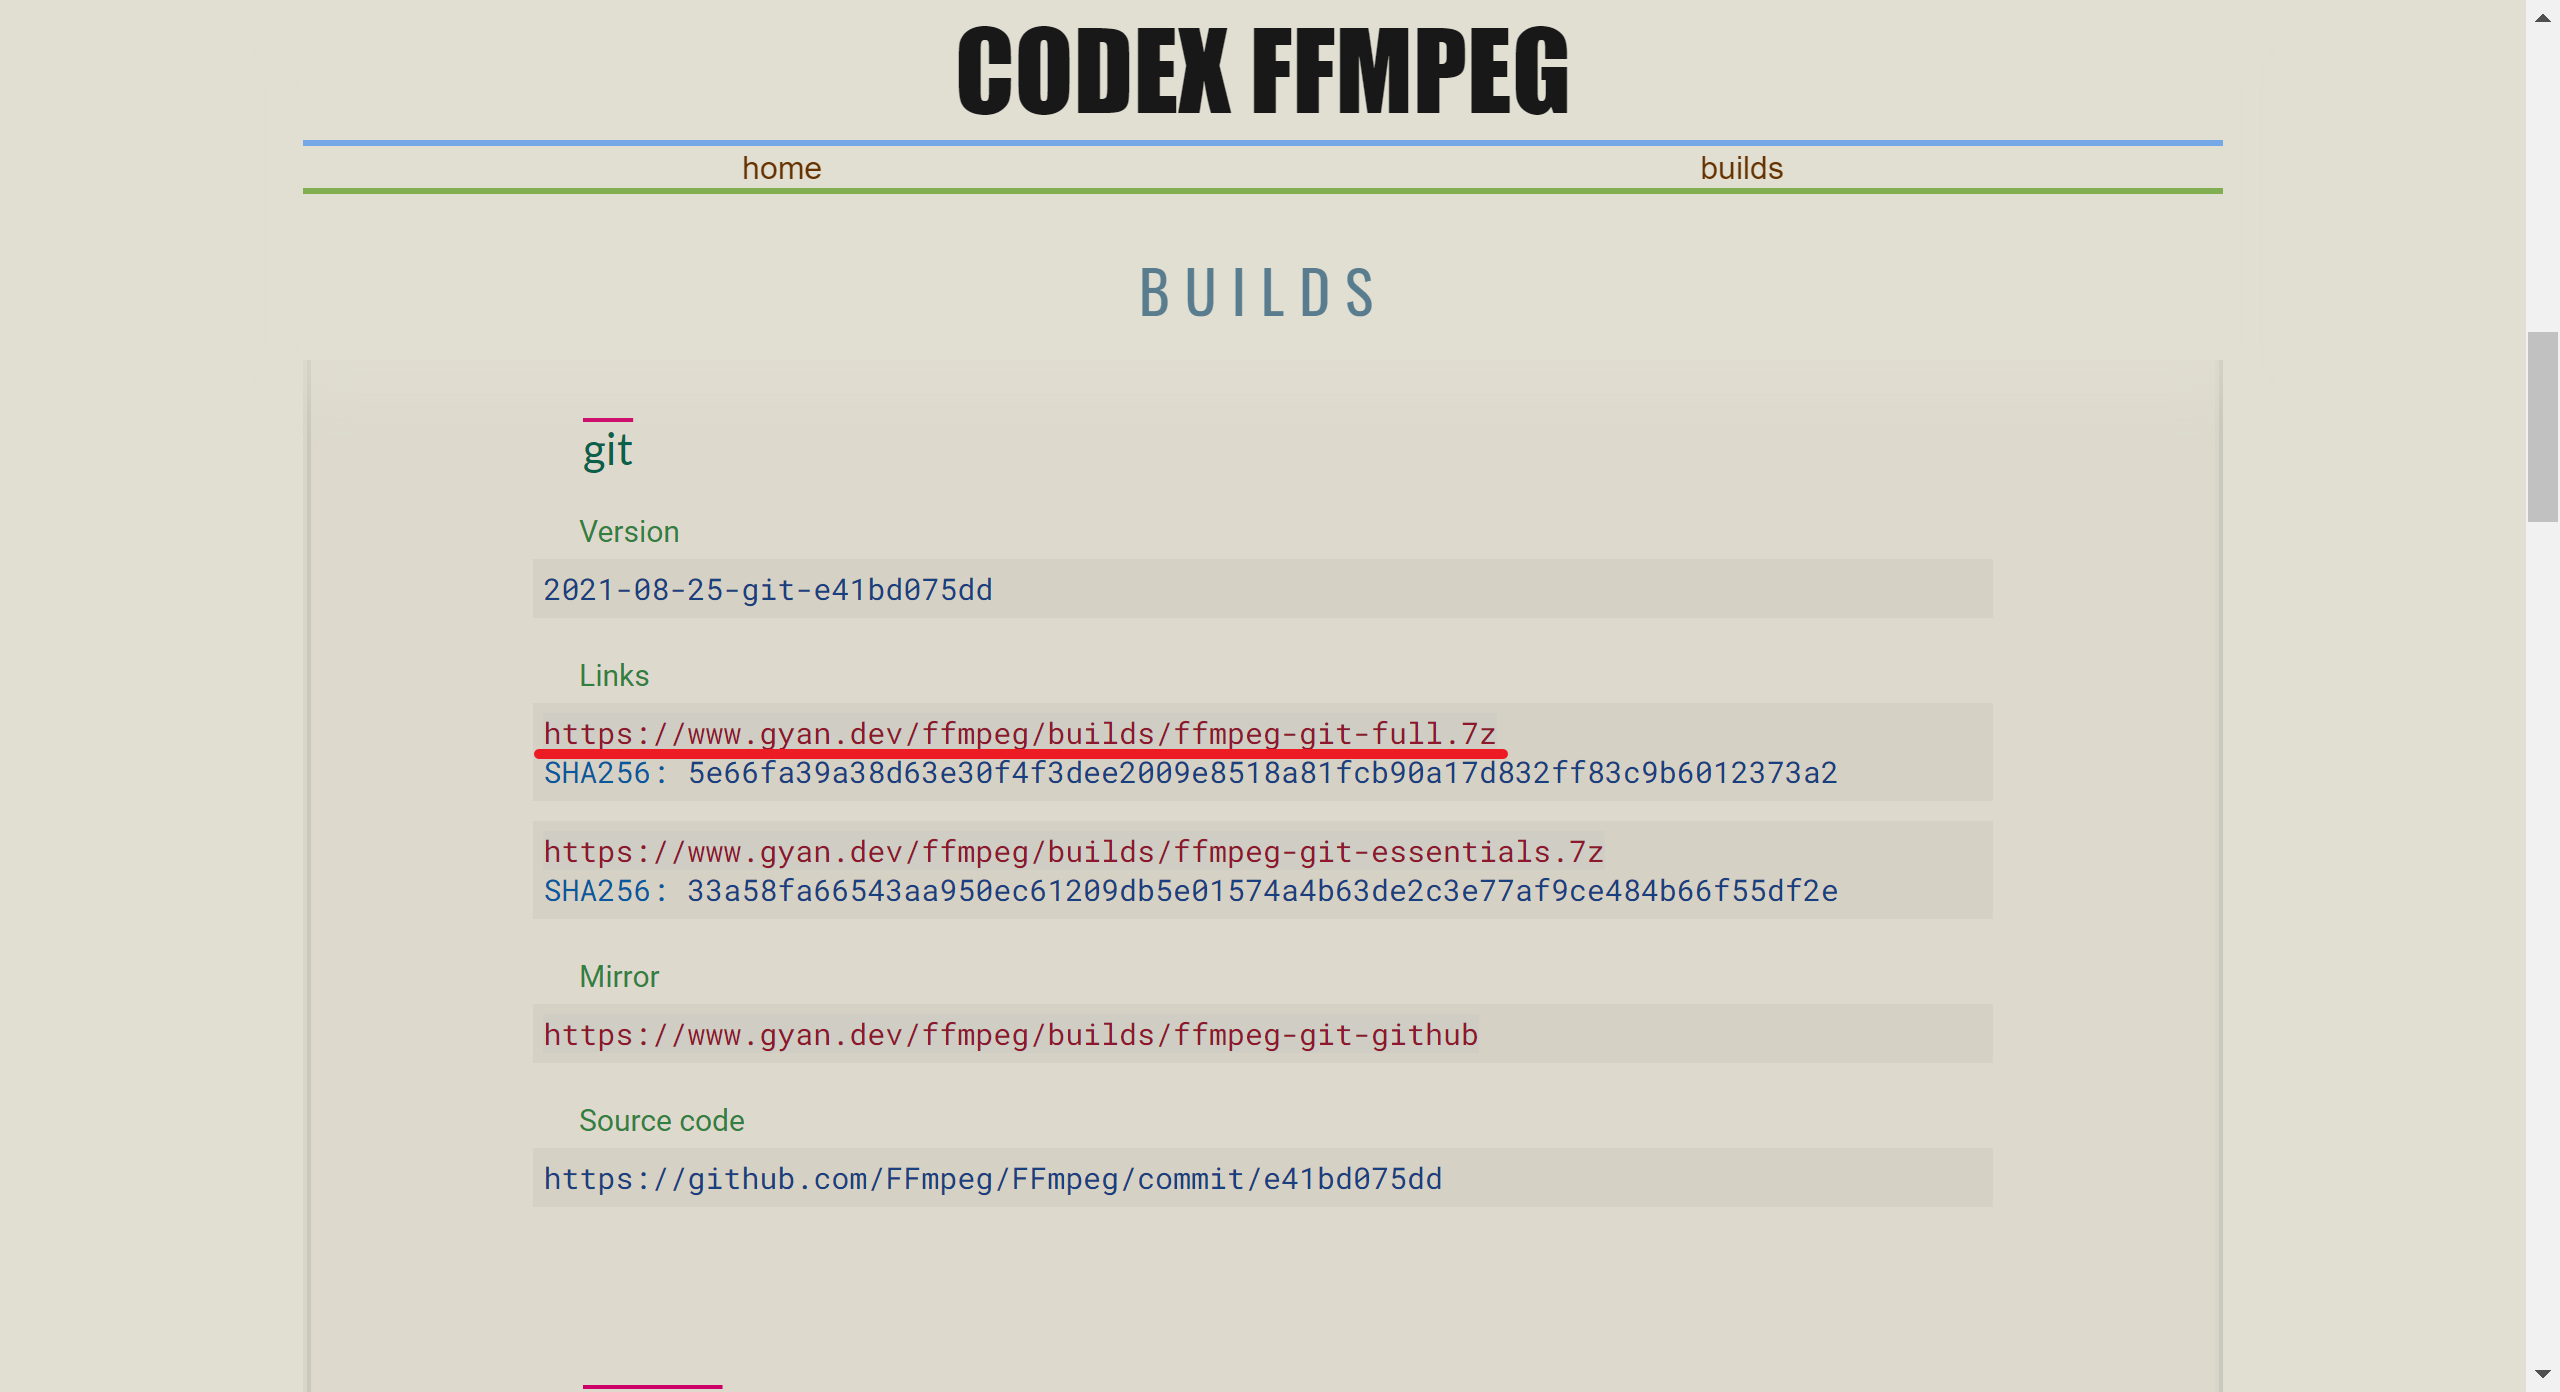 CODEX FFMPEG
home builds
BUILDS
git
Version
2021-08-25-git-e41bd075dd
Links
https://www.gyan.dev/ffmpeg/builds/ffmpeg-git-full.7z
SHA256: 5e66fa39a38d63e30f4f3dee2009e8518a81fcb90a17d832ff83c9b6012373a2
https://www.gyan.dev/ffmpeg/builds/ffmpeg-git-essentials.7z
SHA256: 33a58fa66543aa950ec61209db5e01574a4b63de2c3e77af9ce484b66f55df2e
Mirror
https://www.gyan.dev/ffmpeg/builds/ffmpeg-git-github
Source code
https://github.com/FFmpeg/FFmpeg/commit/e41bd075dd